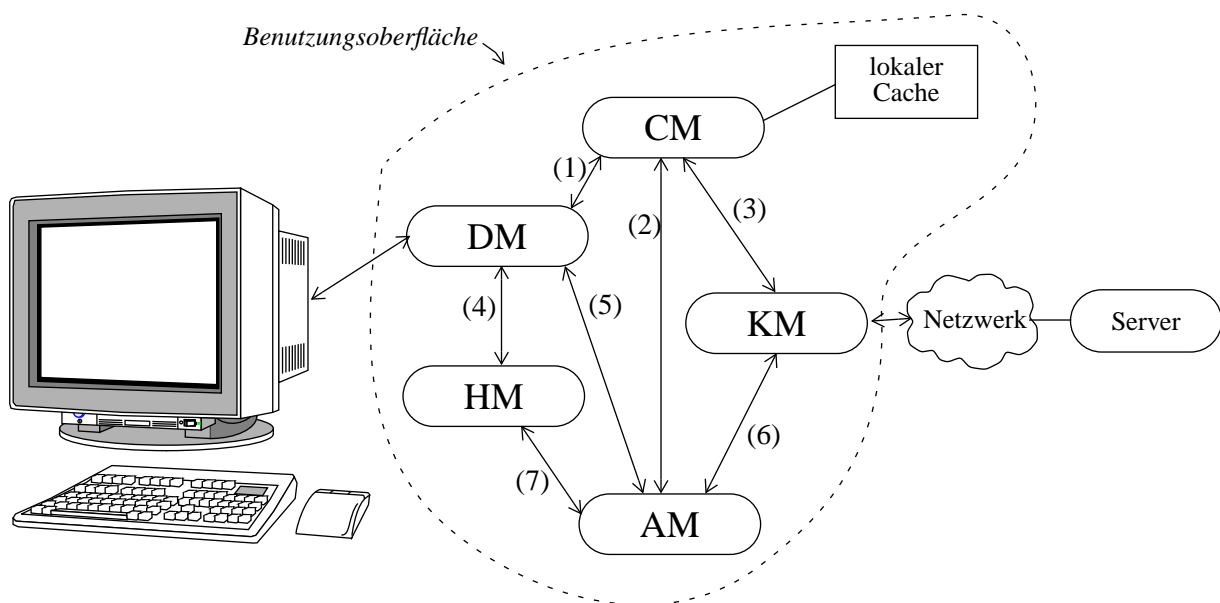 Benutzungsoberfläche
lokaler
Cache
CM
(1)
(2)
(3)
DM
(4)
(5)
KM
Netzwerk
Server
HM
(6)
(7)
AM